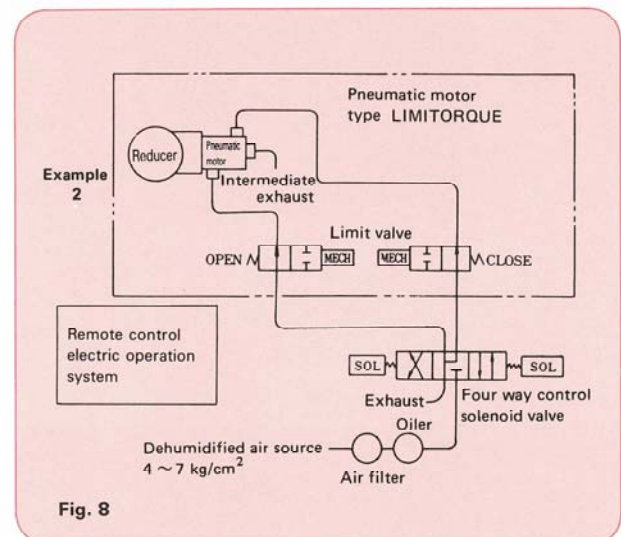 Pneumatic motor
type LIMITORQUE
Reducer
Pneumatic
motor
Example
2
Intermediate
exhaust
Limit valve
OPEN
MECH
MECH
CLOSE
Remote control
electric operation
system
SOL
SOL
Exhaust
Four way control
solenoid valve
Oiler
Dehumidified air source
4 ~ 7 kg/cm²
Air filter
Fig. 8